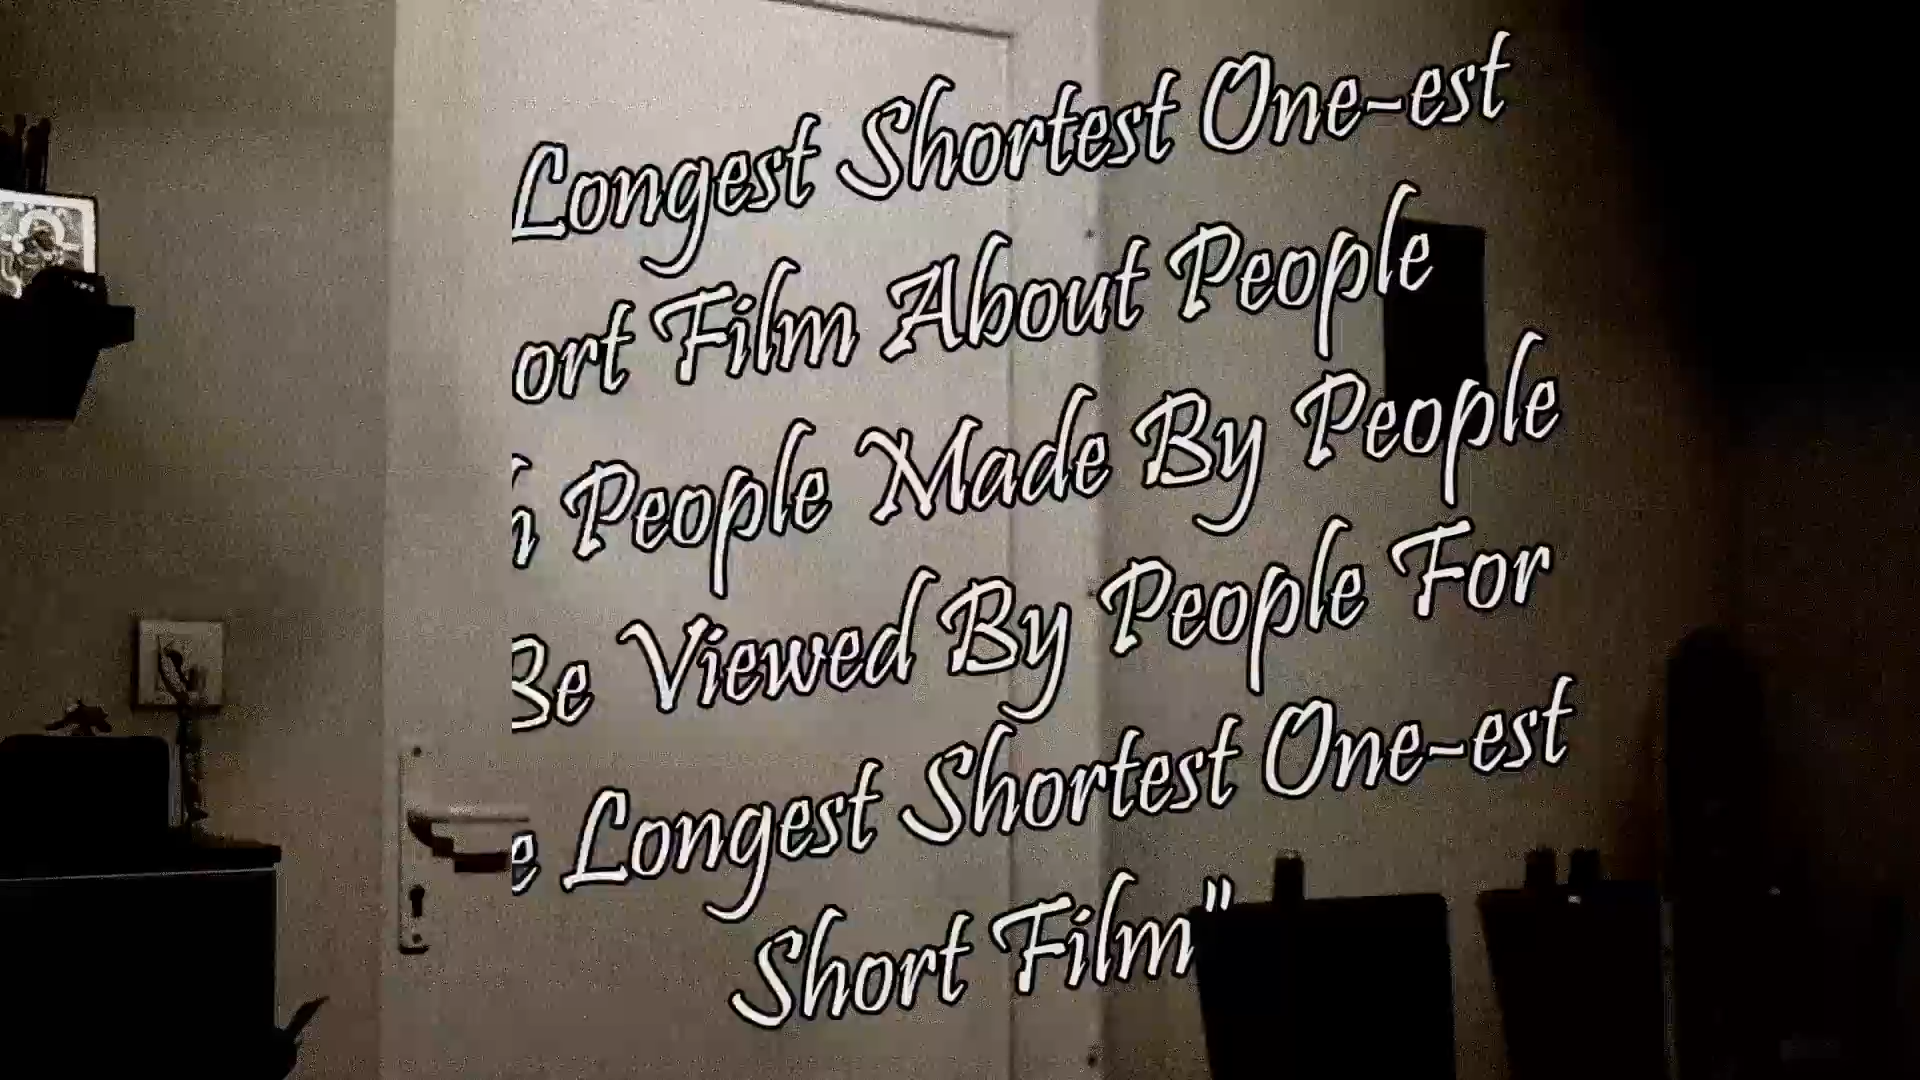 Longest Shortest One-est
ort Film About People
h People Made By People
Be Viewed By People For
e Longest Shortest One-est
Short Film"